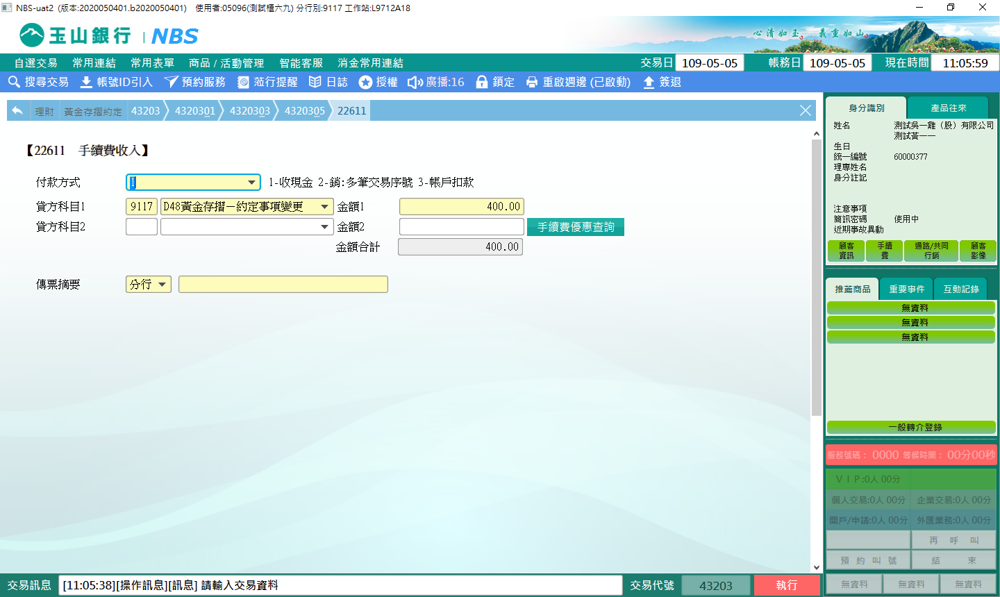 NBS-uat2 (版本:2020050401.b2020050401) 使用者:05096(測試櫃六九) 分行別:9117 工作站:L9712A18
玉山銀行 | NBS
心清如玉。義重如山。
自選交易 常用連結 常用表單 商品 / 活動管理 智能客服 消金常用連結 交易日 109-05-05 帳務日 109-05-05 現在時間 11:05:59
搜尋交易 帳號ID引入 預約服務 蒞行提醒 日誌 授權 廣播:16 鎖定 重啟週邊 (已啟動) 簽退
理財 黃金存摺約定 43203 4320301 4320303 4320305 22611
【22611 手續費收入】
付款方式 1 1-收現金 2-銷:多筆交易序號 3-帳戶扣款
貸方科目1 9117 D48黃金存摺－約定事項變更 金額1 400.00
貸方科目2 金額2 手續費優惠查詢
金額合計 400.00
傳票摘要 分行
身分識別 產品往來
姓名 測試吳一雞（股）有限公司
測試黃一一
生日
統一編號 60000377
理專姓名
身分註記
注意事項
簡訊密碼 使用中
近期事故異動
顧客資訊 手續費 通路/共同行銷 顧客影像
推薦商品 重要事件 互動記錄
無資料
無資料
無資料
一般轉介登錄
服務號碼： 0000 等候時間： 00分00秒
ＶＩＰ:0人 00分
個人交易:0人 00分 企業交易:0人 00分
開戶/申請:0人 00分 外匯業務:0人 00分
再 呼 叫
預 約 叫 號 結 束
無資料 無資料 無資料
交易訊息 [11:05:38][操作訊息][訊息] 請輸入交易資料 交易代號 43203 執行